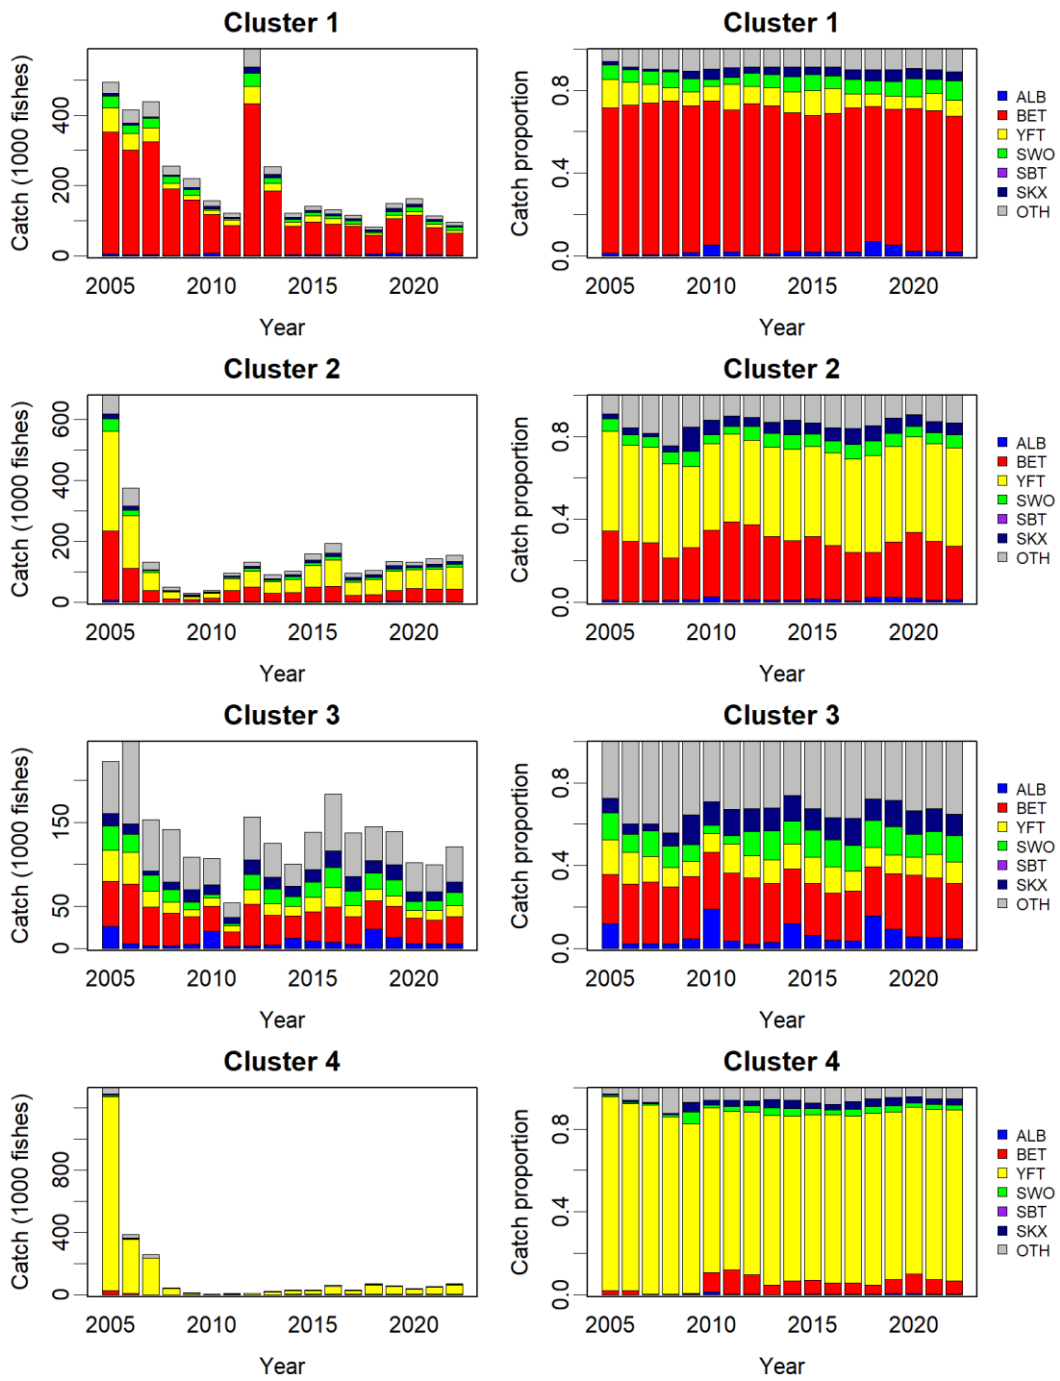 Cluster 1
Catch (1000 fishes)
400
200
0
2005 2010 2015 2020
Year
Cluster 1
Catch proportion
0.8
0.4
0.0
2005 2010 2015 2020
Year
ALB
BET
YFT
SWO
SBT
SKX
OTH
Cluster 2
Catch (1000 fishes)
600
400
200
0
2005 2010 2015 2020
Year
Cluster 2
Catch proportion
0.8
0.4
0.0
2005 2010 2015 2020
Year
ALB
BET
YFT
SWO
SBT
SKX
OTH
Cluster 3
Catch (1000 fishes)
150
50
0
2005 2010 2015 2020
Year
Cluster 3
Catch proportion
0.8
0.4
0.0
2005 2010 2015 2020
Year
ALB
BET
YFT
SWO
SBT
SKX
OTH
Cluster 4
Catch (1000 fishes)
800
400
0
2005 2010 2015 2020
Year
Cluster 4
Catch proportion
0.8
0.4
0.0
2005 2010 2015 2020
Year
ALB
BET
YFT
SWO
SBT
SKX
OTH